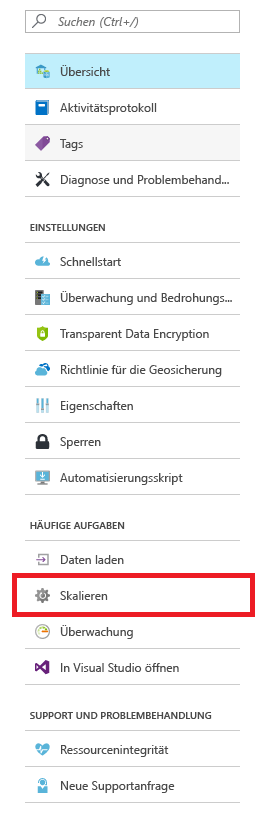 Suchen (Ctrl+/)
Übersicht
Aktivitätsprotokoll
Tags
Diagnose und Problembehand...
EINSTELLUNGEN
Schnellstart
Überwachung und Bedrohungs...
Transparent Data Encryption
Richtlinie für die Geosicherung
Eigenschaften
Sperren
Automatisierungsskript
HÄUFIGE AUFGABEN
Daten laden
Skalieren
Überwachung
In Visual Studio öffnen
SUPPORT UND PROBLEMBEHANDLUNG
Ressourcenintegrität
Neue Supportanfrage